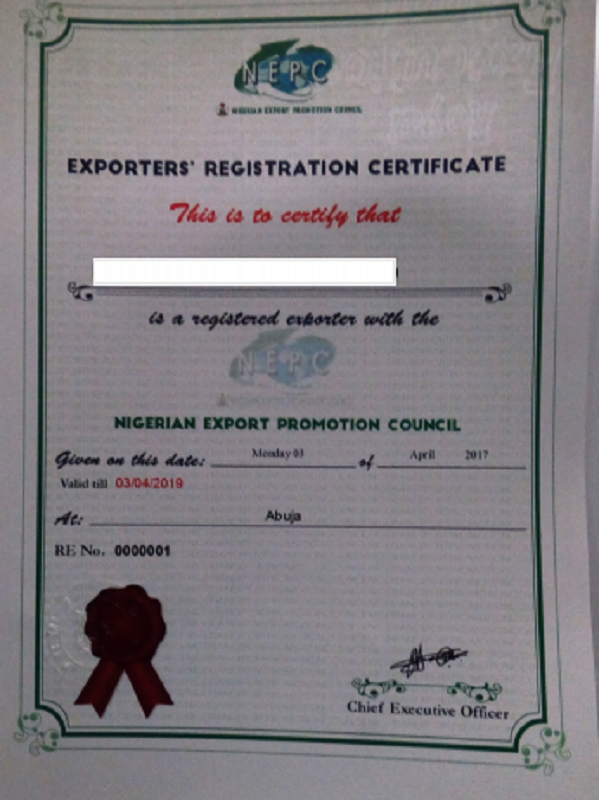 NEPC
NIGERIAN EXPORT PROMOTION COUNCIL
EXPORTERS' REGISTRATION CERTIFICATE
This is to certify that
is a registered exporter with the
NEPC
NIGERIAN EXPORT PROMOTION COUNCIL
Given on this date: Monday 03 of April 2017
Valid till 03/04/2019
At: Abuja
RE No. 0000001
Chief Executive Officer